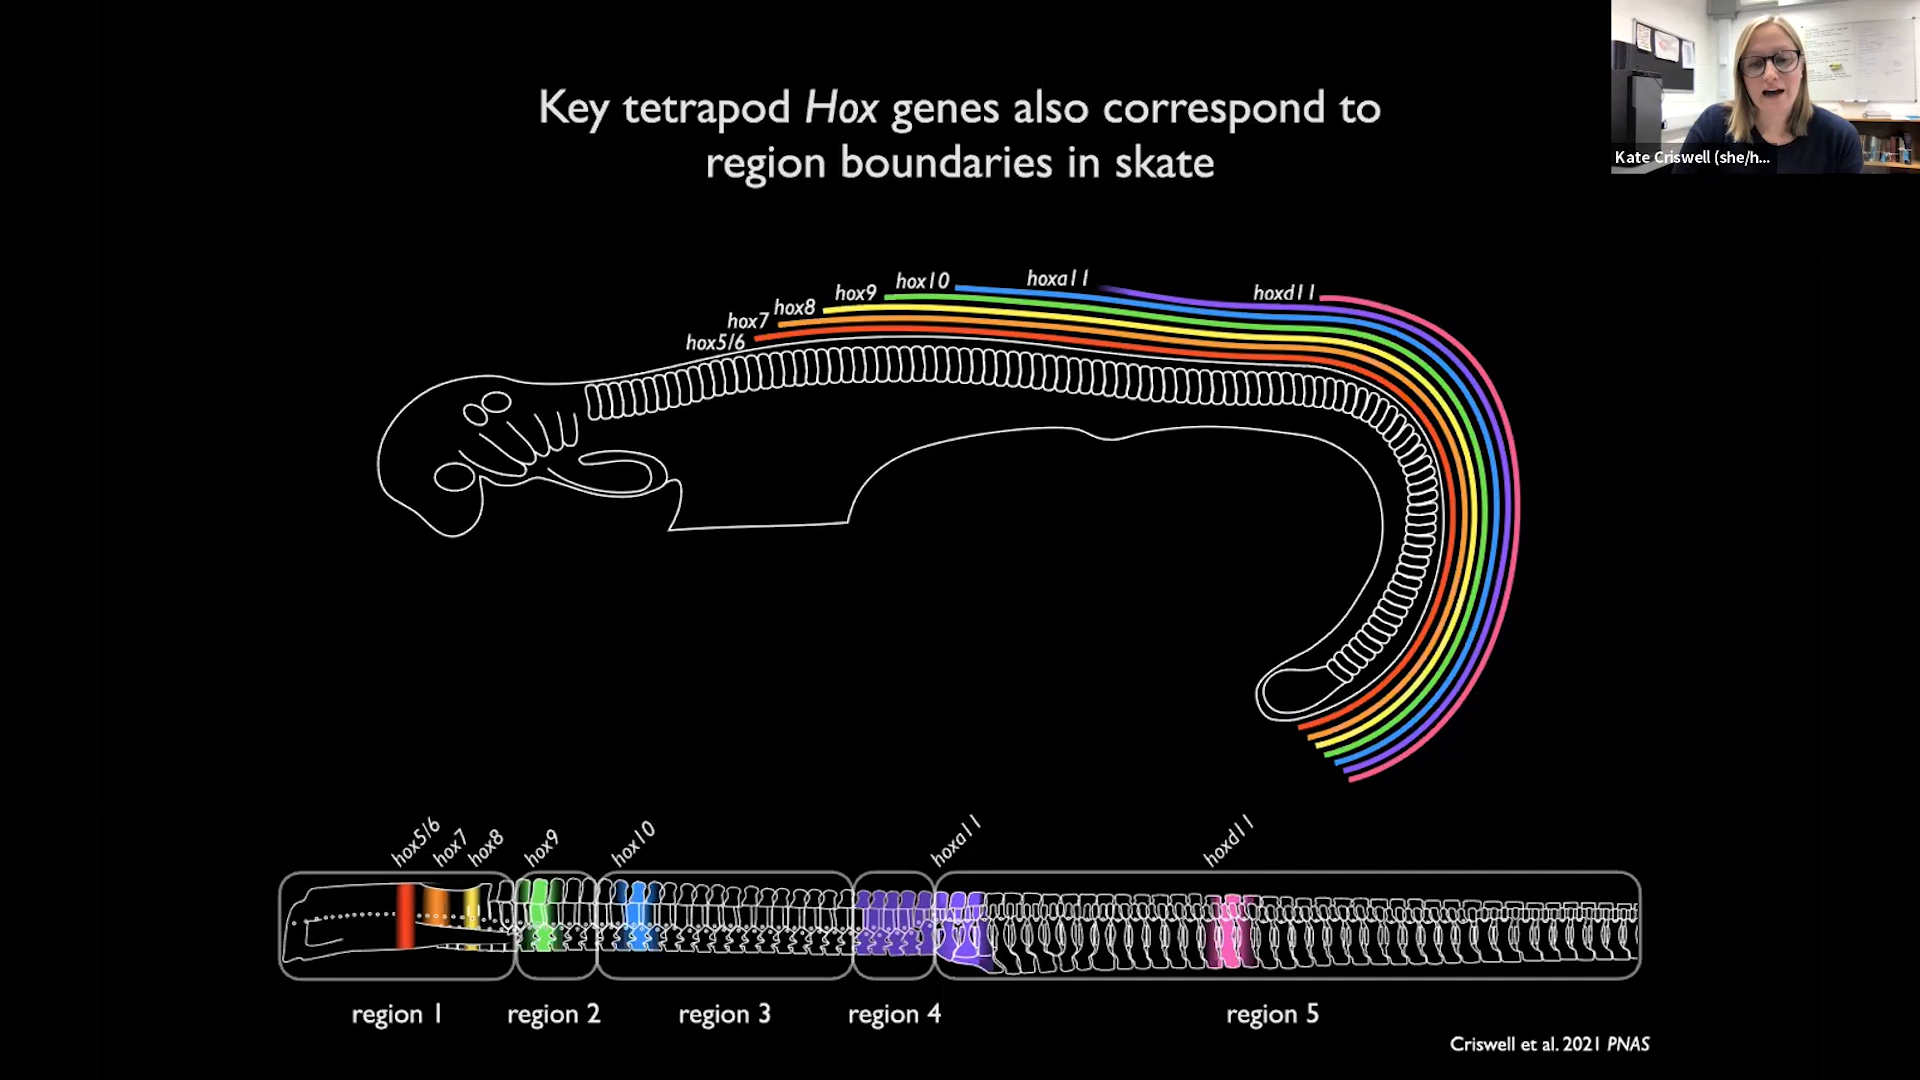 Key tetrapod Hox genes also correspond to
region boundaries in skate
Kate Criswell (she/h...
hox5/6
hox7
hox8
hox9
hox10
hoxa11
hoxd11
hox5/6
hox7
hox8
hox9
hox10
hoxa11
hoxd11
region 1
region 2
region 3
region 4
region 5
Criswell et al. 2021 PNAS